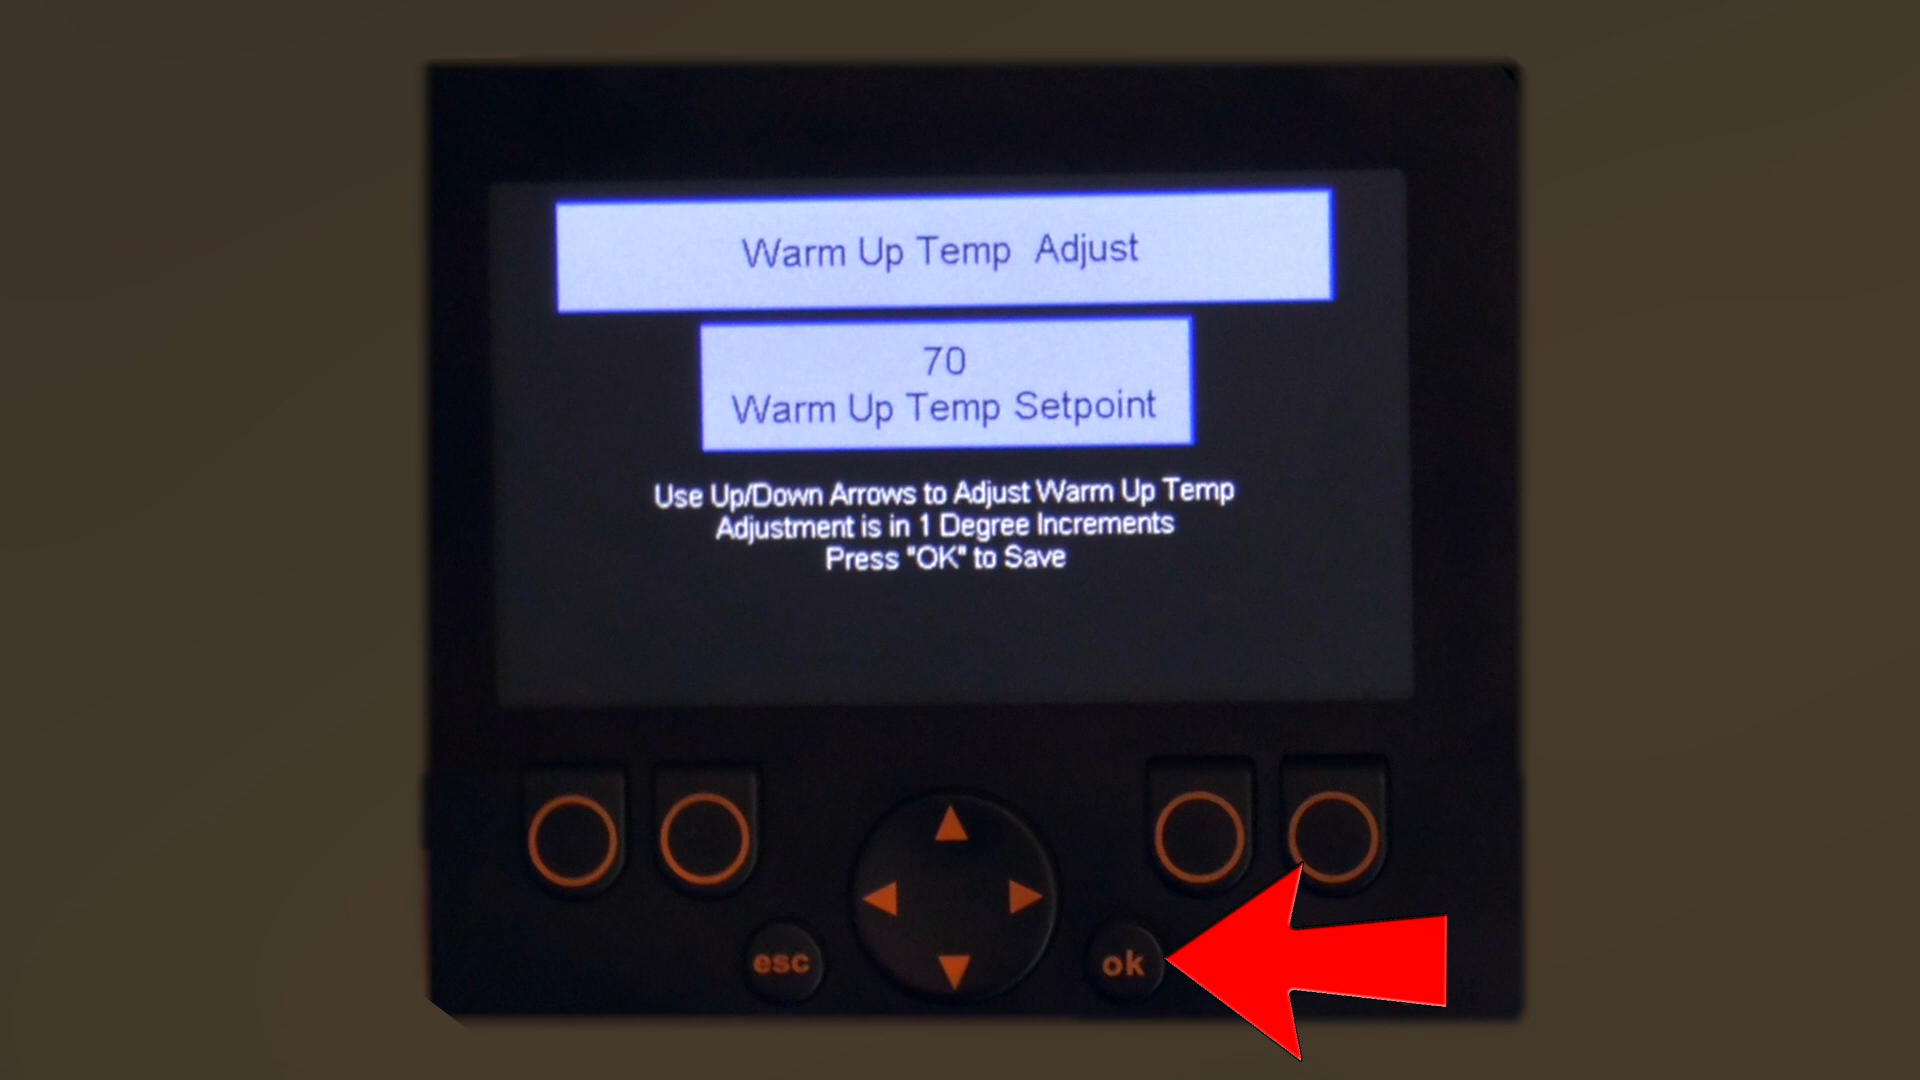 Warm Up Temp Adjust
70
Warm Up Temp Setpoint
Use Up/Down Arrows to Adjust Warm Up Temp
Adjustment is in 1 Degree Increments
Press "OK" to Save
esc
ok